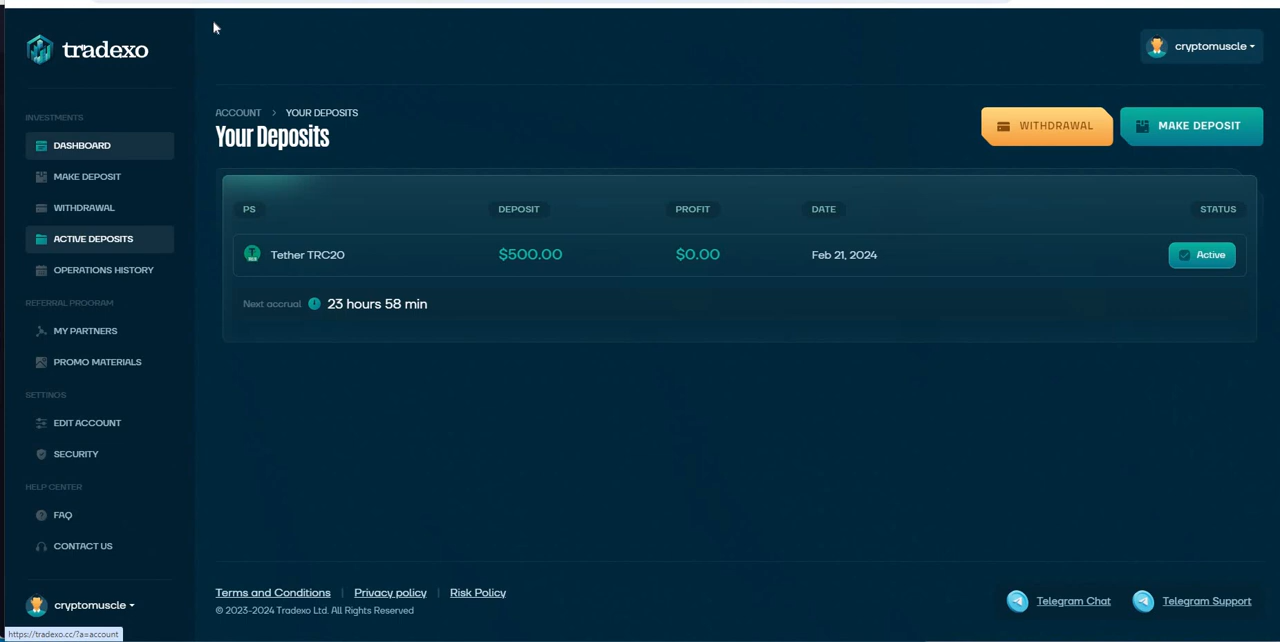 tradexo
cryptomuscle
INVESTMENTS
DASHBOARD
MAKE DEPOSIT
WITHDRAWAL
ACTIVE DEPOSITS
OPERATIONS HISTORY
REFERRAL PROGRAM
MY PARTNERS
PROMO MATERIALS
SETTINGS
EDIT ACCOUNT
SECURITY
HELP CENTER
FAQ
CONTACT US
cryptomuscle
https://tradexo.cc/?a=account
ACCOUNT > YOUR DEPOSITS
Your Deposits
WITHDRAWAL MAKE DEPOSIT
PS DEPOSIT PROFIT DATE STATUS
Tether TRC20 $500.00 $0.00 Feb 21, 2024 Active
Next accrual 23 hours 58 min
Terms and Conditions | Privacy policy | Risk Policy
© 2023-2024 Tradexo Ltd. All Rights Reserved
Telegram Chat Telegram Support